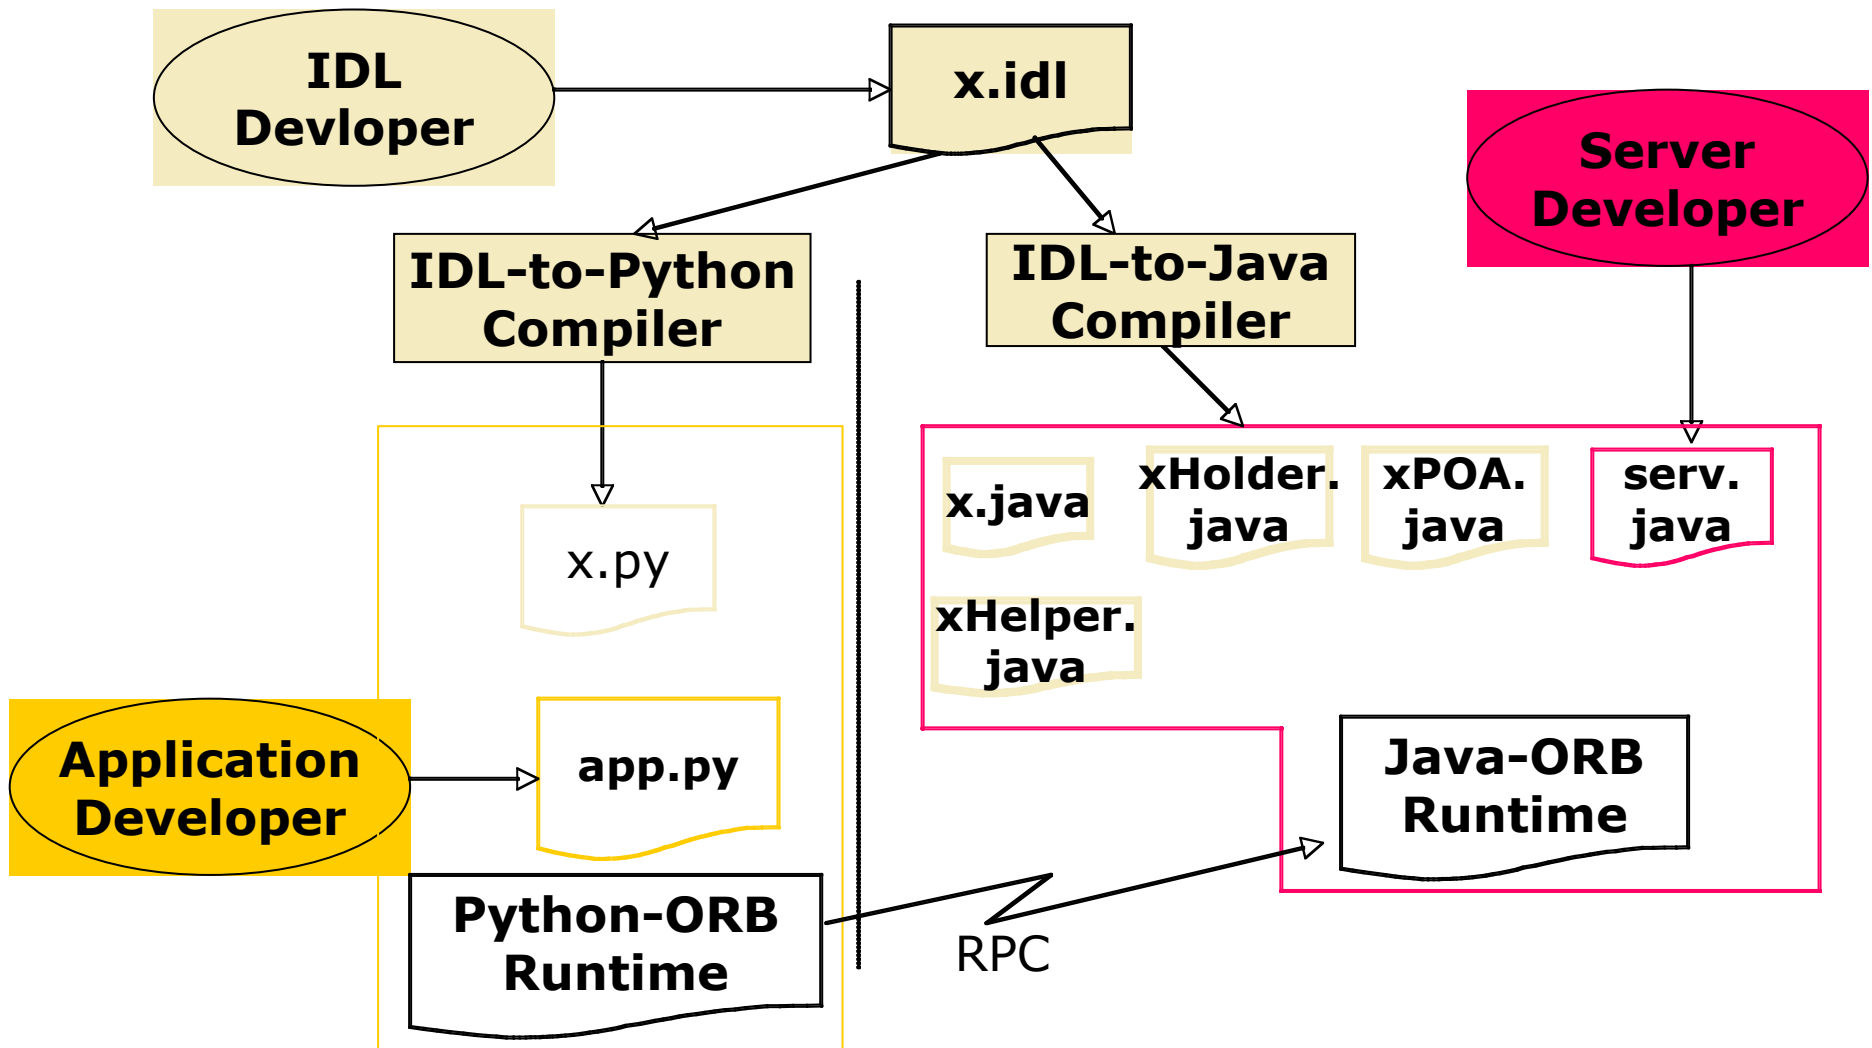 IDL
Devloper
x.idl
Server
Developer
IDL-to-Python
Compiler
IDL-to-Java
Compiler
x.java
xHolder.
java
xPOA.
java
serv.
java
x.py
xHelper.
java
Application
Developer
app.py
Java-ORB
Runtime
Python-ORB
Runtime
RPC